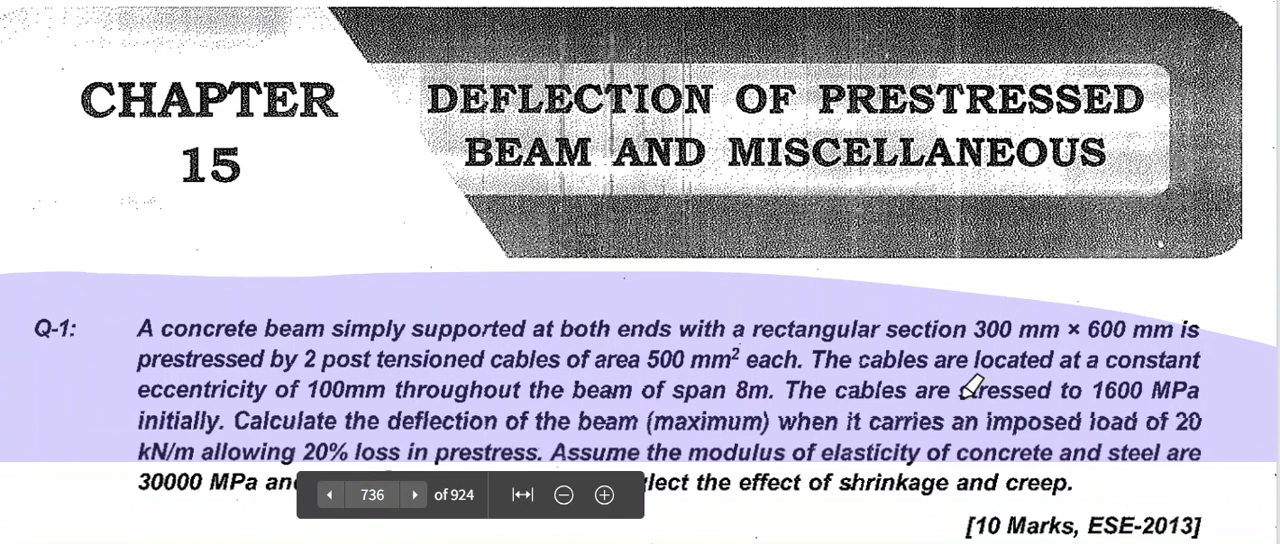 CHAPTER
15
DEFLECTION OF PRESTRESSED
BEAM AND MISCELLANEOUS
Q-1: A concrete beam simply supported at both ends with a rectangular section 300 mm × 600 mm is
prestressed by 2 post tensioned cables of area 500 mm² each. The cables are located at a constant
eccentricity of 100mm throughout the beam of span 8m. The cables are stressed to 1600 MPa
initially. Calculate the deflection of the beam (maximum) when it carries an imposed load of 20
kN/m allowing 20% loss in prestress. Assume the modulus of elasticity of concrete and steel are
30000 MPa the effect of shrinkage and creep.
736 of 924
[10 Marks, ESE-2013]